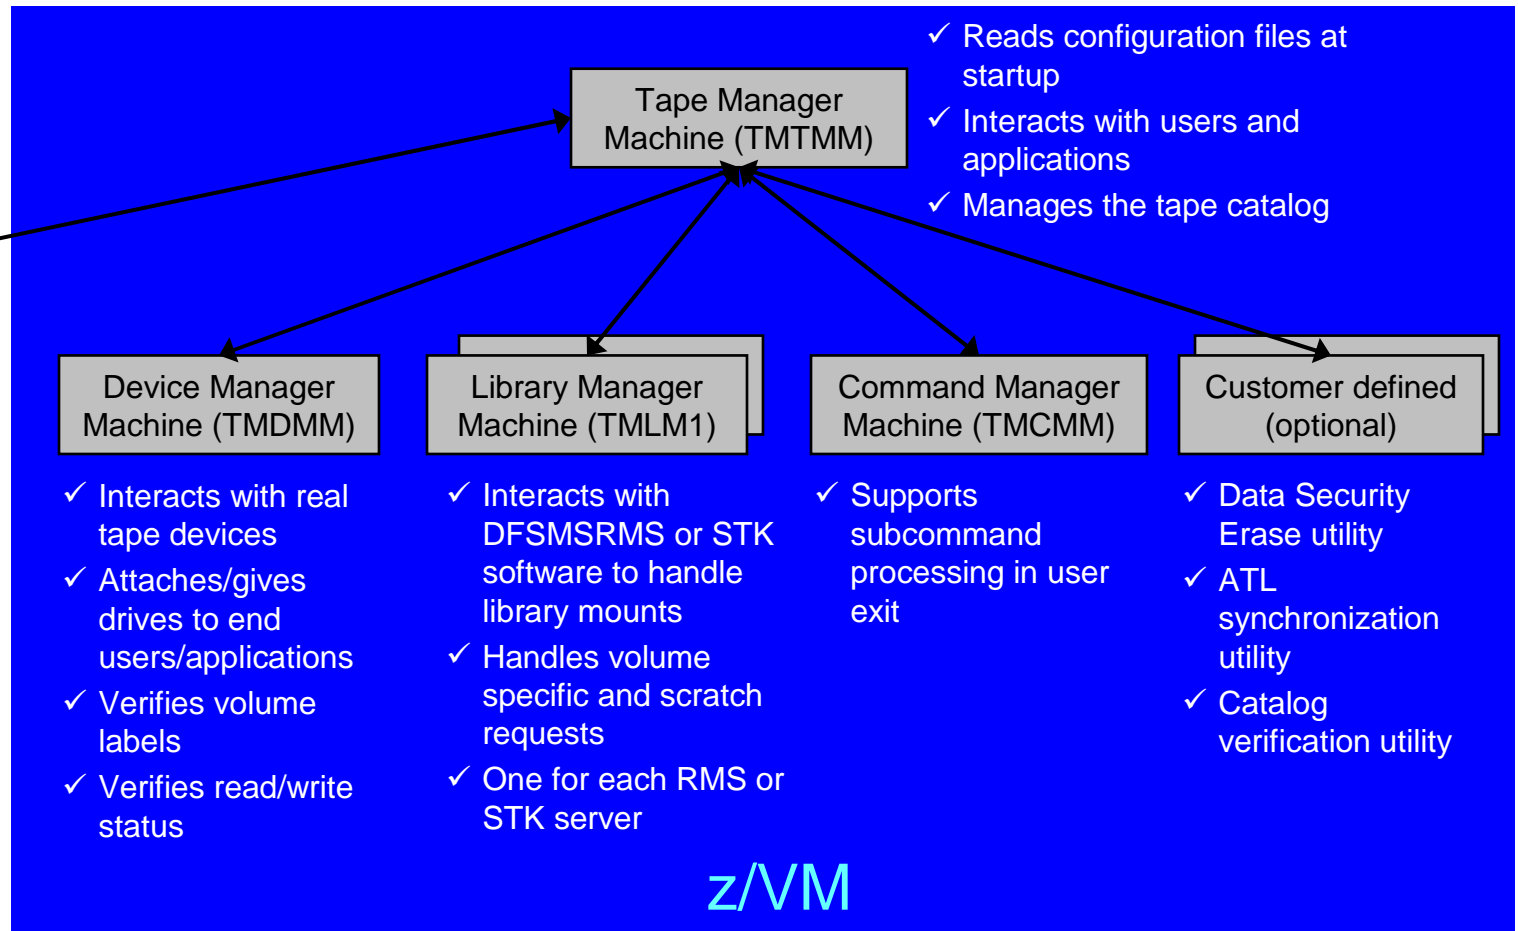 Tape Manager
Machine (TMTMM)
✓ Reads configuration files at
startup
✓ Interacts with users and
applications
✓ Manages the tape catalog
Device Manager
Machine (TMDMM)
✓ Interacts with real
tape devices
✓ Attaches/gives
drives to end
users/applications
✓ Verifies volume
labels
✓ Verifies read/write
status
Library Manager
Machine (TMLM1)
✓ Interacts with
DFSMSRMS or STK
software to handle
library mounts
✓ Handles volume
specific and scratch
requests
✓ One for each RMS or
STK server
Command Manager
Machine (TMCMM)
✓ Supports
subcommand
processing in user
exit
Customer defined
(optional)
✓ Data Security
Erase utility
✓ ATL
synchronization
utility
✓ Catalog
verification utility
z/VM